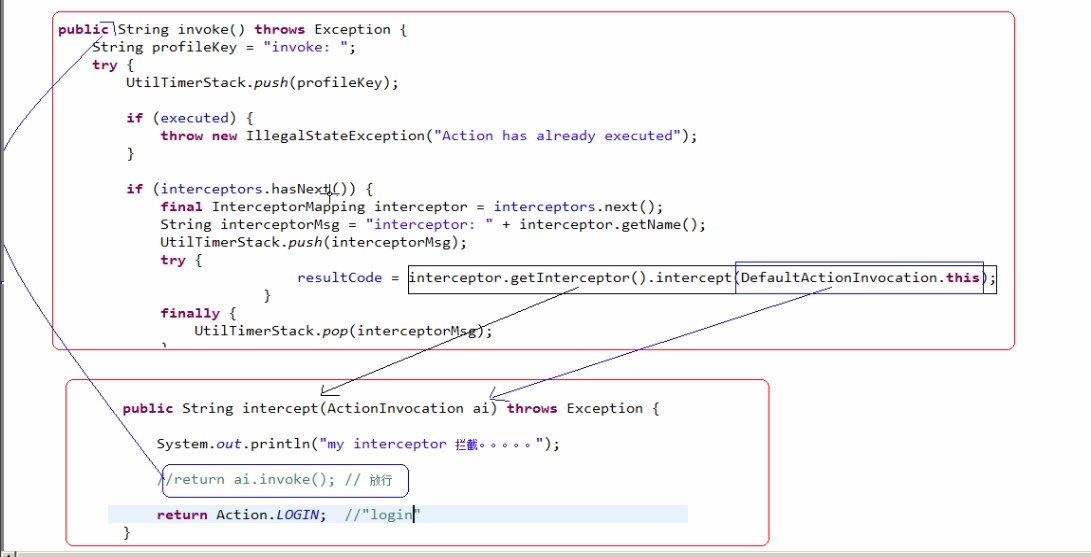 public String invoke() throws Exception {
String profileKey = "invoke: ";
try {
UtilTimerStack.push(profileKey);
if (executed) {
throw new IllegalStateException("Action has already executed");
}
if (interceptors.hasNext()) {
final InterceptorMapping interceptor = interceptors.next();
String interceptorMsg = "interceptor: " + interceptor.getName();
UtilTimerStack.push(interceptorMsg);
try {
resultCode = interceptor.getInterceptor().intercept(DefaultActionInvocation.this);
}
finally {
UtilTimerStack.pop(interceptorMsg);
public String intercept(ActionInvocation ai) throws Exception {
System.out.println("my interceptor 拦截。。。。。");
//return ai.invoke(); // 放行
return Action.LOGIN; //"login"
}